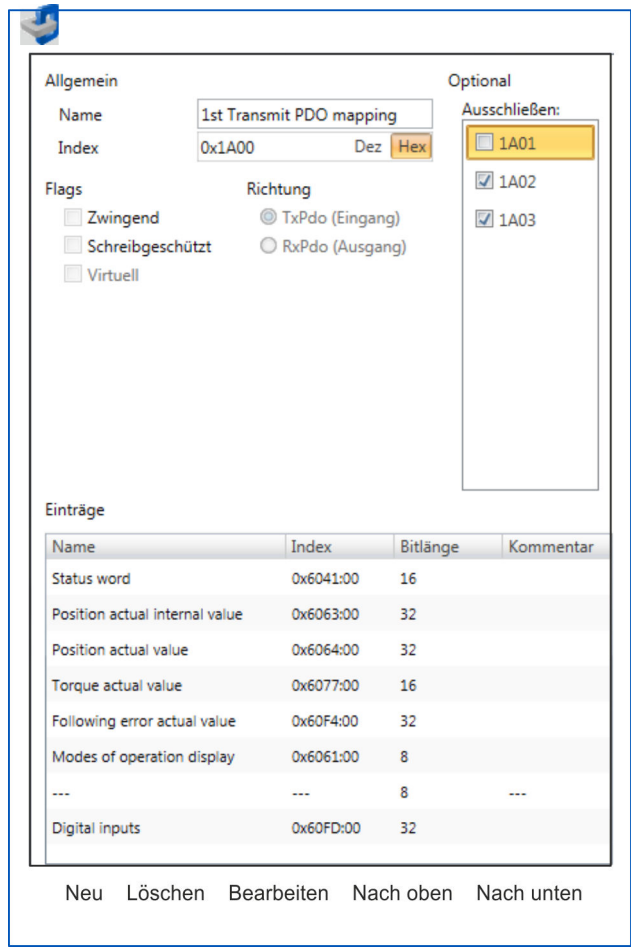 Allgemein
Name 1st Transmit PDO mapping
Index 0x1A00 Dez Hex
Flags
Zwingend
Schreibgeschützt
Virtuell
Richtung
TxPdo (Eingang)
RxPdo (Ausgang)
Optional
Ausschließen:
1A01
1A02
1A03
Einträge
Name Index Bitlänge Kommentar
Status word 0x6041:00 16
Position actual internal value 0x6063:00 32
Position actual value 0x6064:00 32
Torque actual value 0x6077:00 16
Following error actual value 0x60F4:00 32
Modes of operation display 0x6061:00 8
--- --- 8 ---
Digital inputs 0x60FD:00 32
Neu Löschen Bearbeiten Nach oben Nach unten